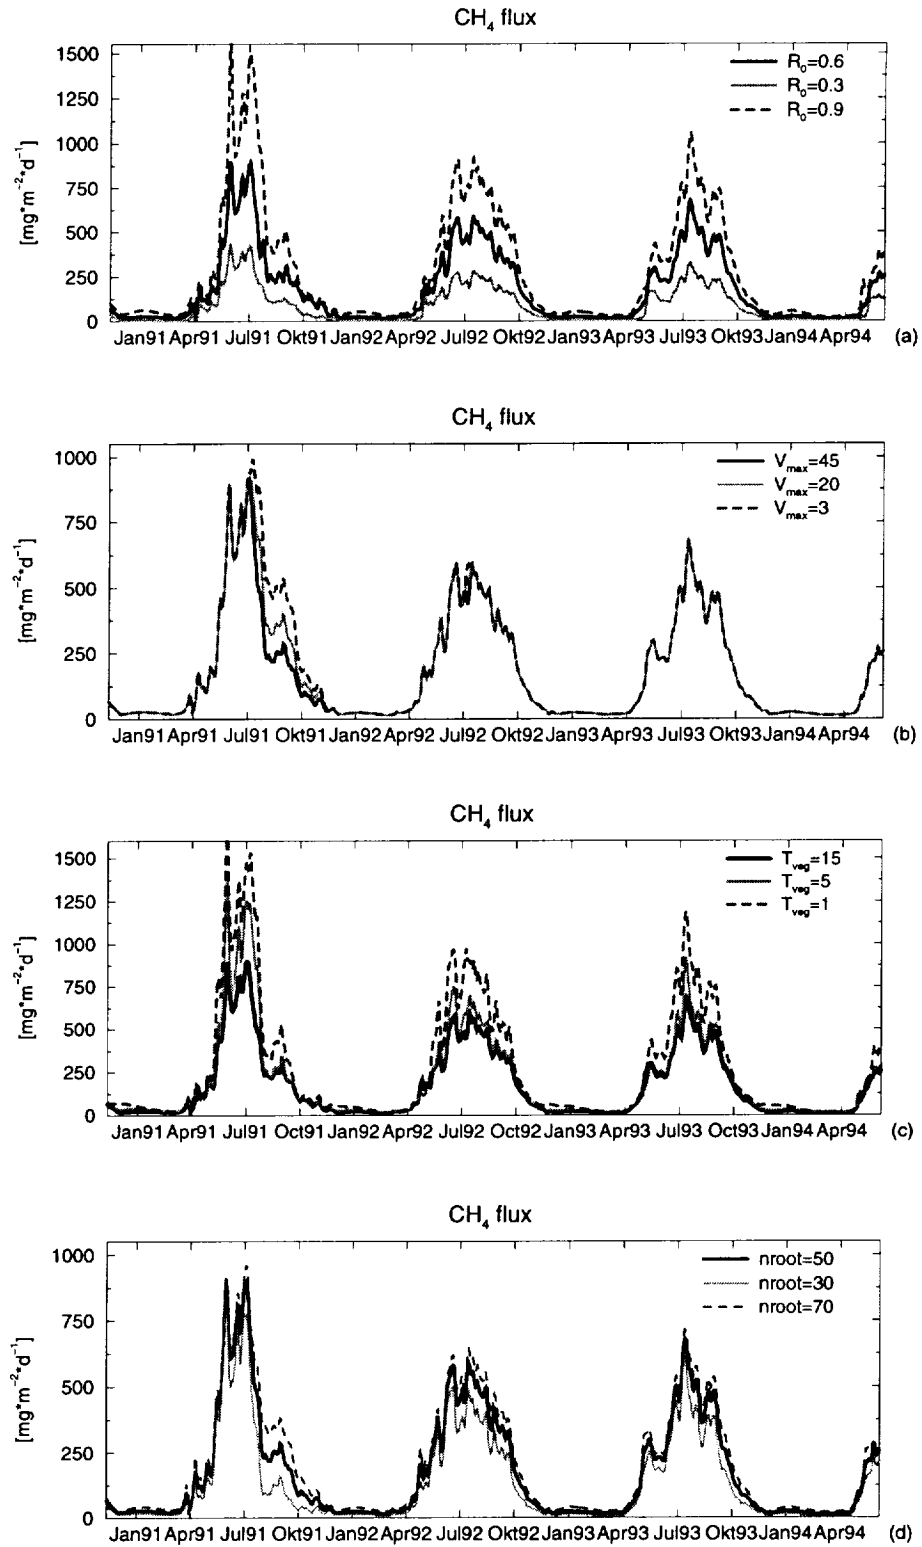 CH4 flux
1500
1250
1000
750
500
250
0
[mg*m-2*d-1]
R0=0.6
R0=0.3
R0=0.9
Jan91 Apr91 Jul91 Okt91 Jan92 Apr92 Jul92 Okt92 Jan93 Apr93 Jul93 Okt93 Jan94 Apr94 (a)
CH4 flux
1000
750
500
250
0
[mg*m-2*d-1]
Vmax=45
Vmax=20
Vmax=3
Jan91 Apr91 Jul91 Okt91 Jan92 Apr92 Jul92 Okt92 Jan93 Apr93 Jul93 Okt93 Jan94 Apr94 (b)
CH4 flux
1500
1250
1000
750
500
250
0
[mg*m-2*d-1]
Tveg=15
Tveg=5
Tveg=1
Jan91 Apr91 Jul91 Oct91 Jan92 Apr92 Jul92 Oct92 Jan93 Apr93 Jul93 Oct93 Jan94 Apr94 (c)
CH4 flux
1000
750
500
250
0
[mg*m-2*d-1]
nroot=50
nroot=30
nroot=70
Jan91 Apr91 Jul91 Okt91 Jan92 Apr92 Jul92 Okt92 Jan93 Apr93 Jul93 Okt93 Jan94 Apr94 (d)